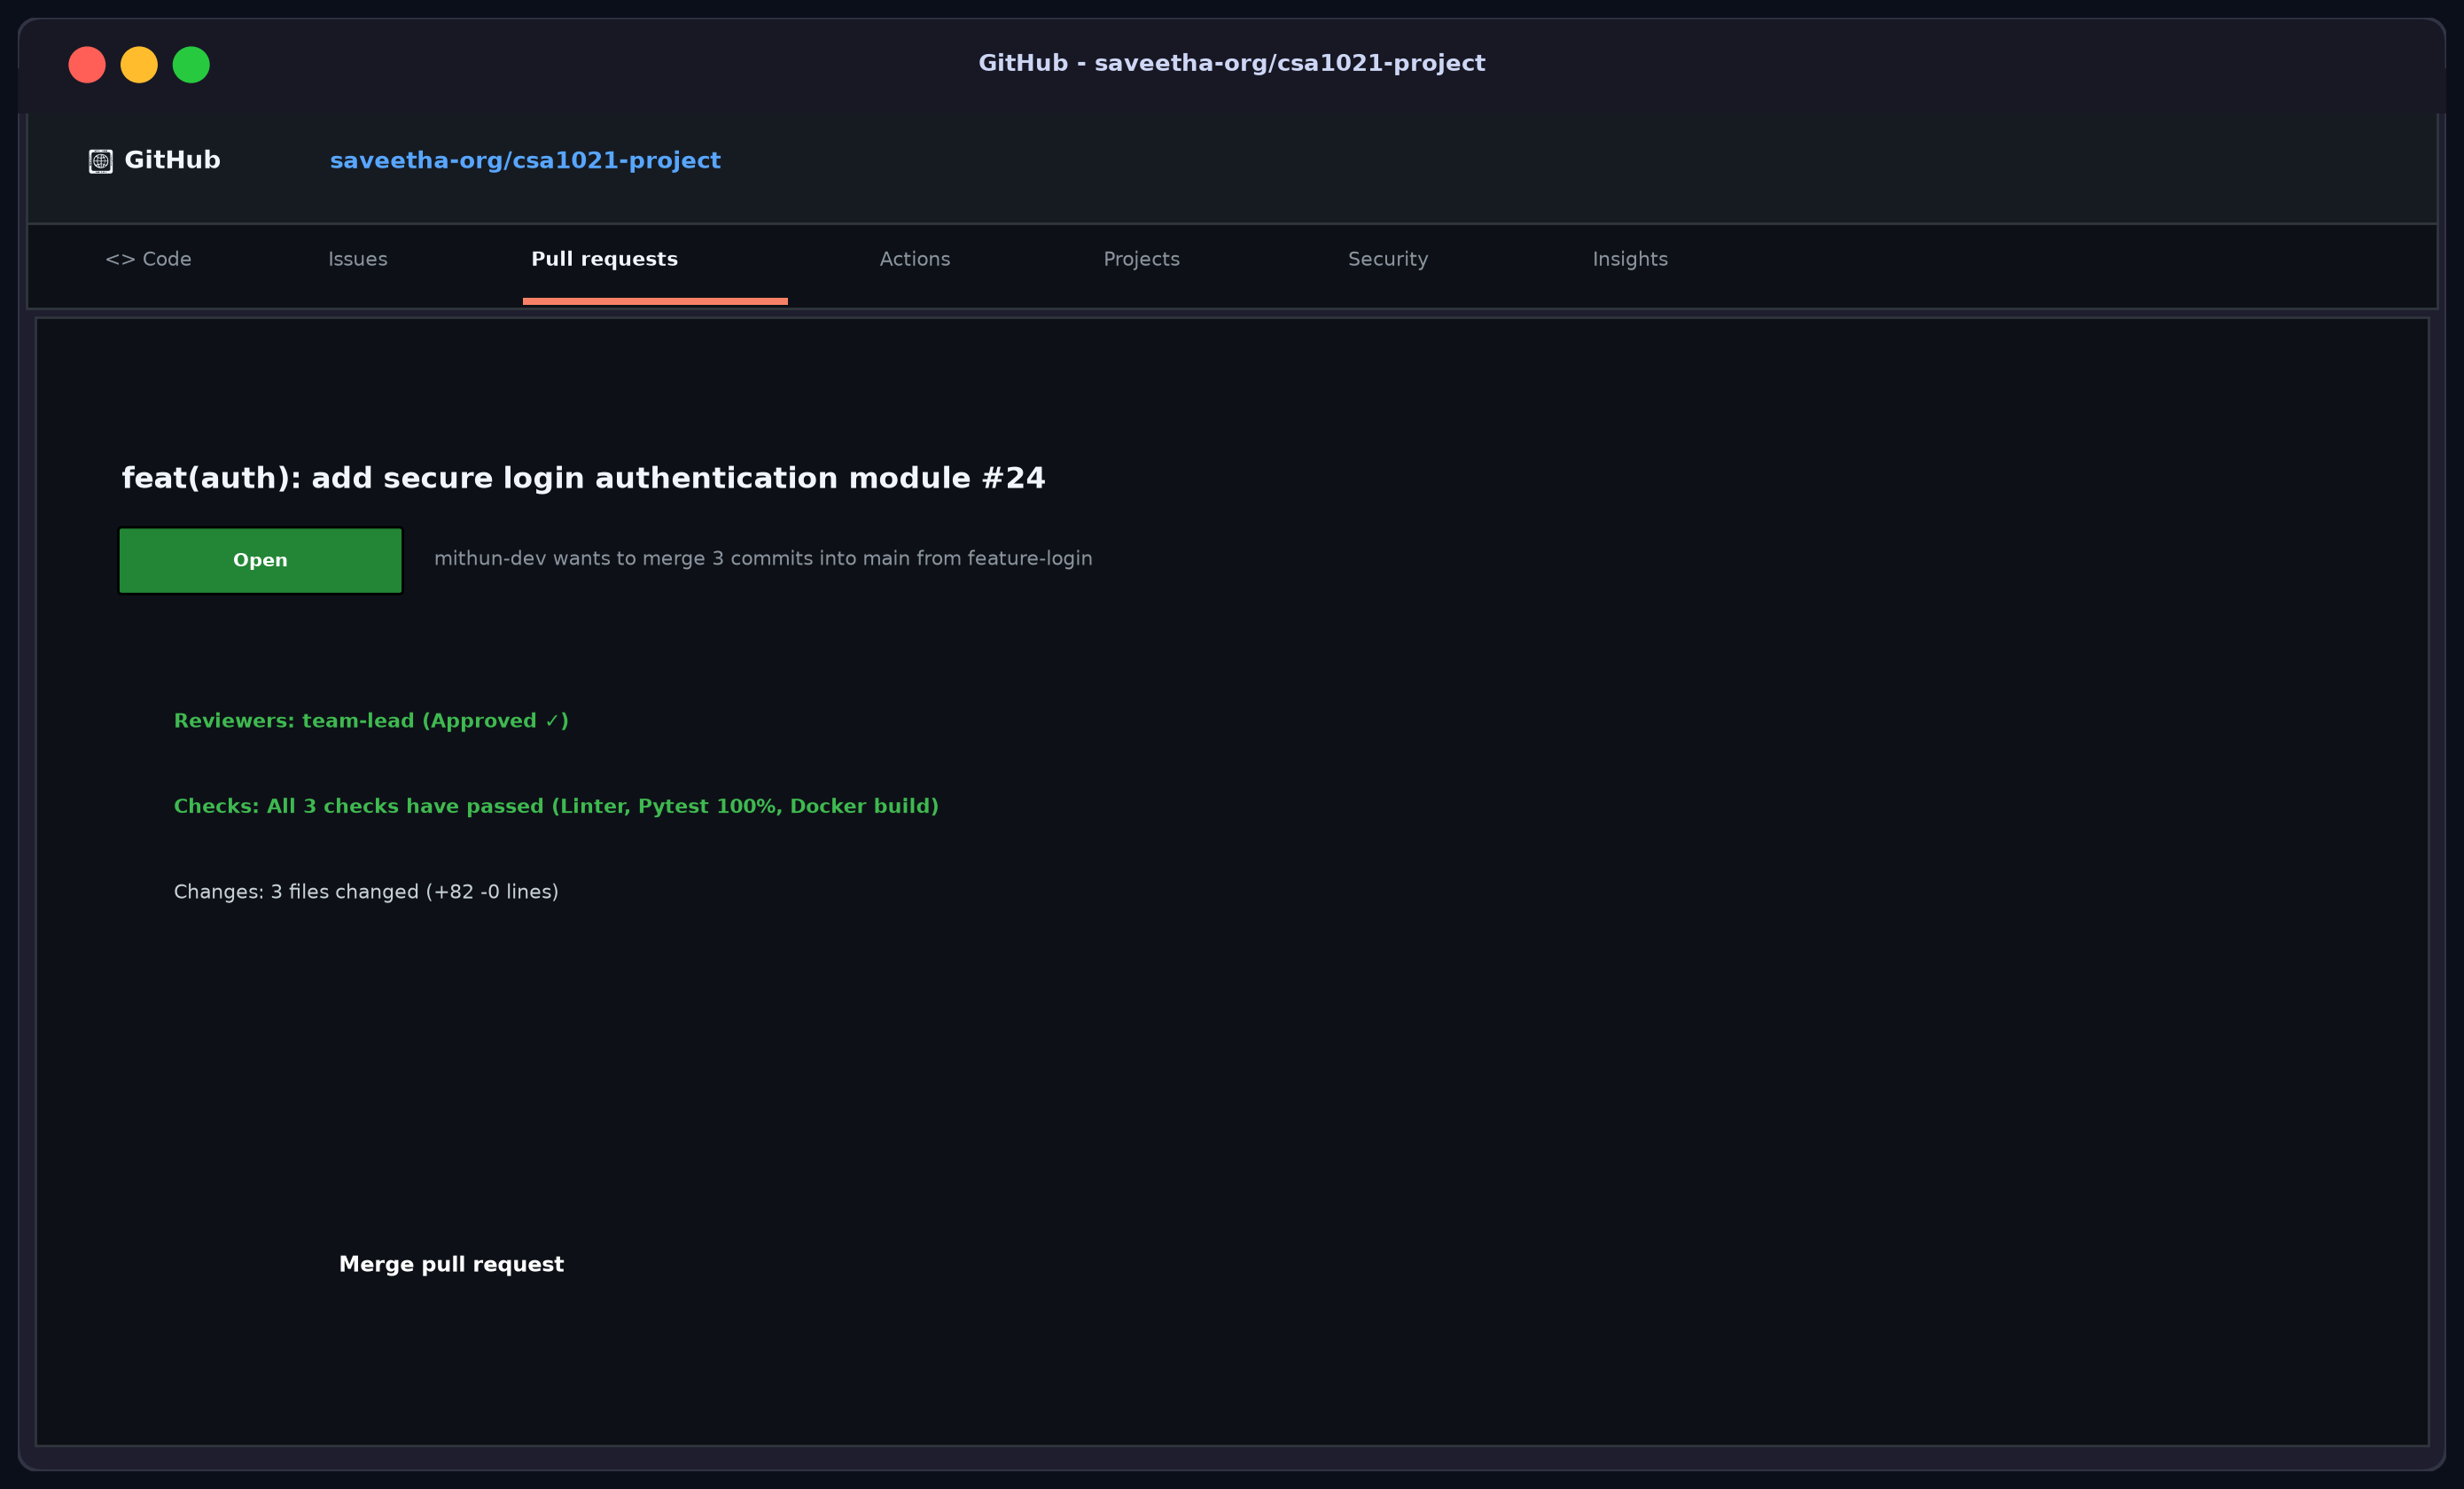 GitHub - saveetha-org/csa1021-project
GitHub saveetha-org/csa1021-project
<> Code Issues Pull requests Actions Projects Security Insights
feat(auth): add secure login authentication module #24
Open mithun-dev wants to merge 3 commits into main from feature-login
Reviewers: team-lead (Approved ✓)
Checks: All 3 checks have passed (Linter, Pytest 100%, Docker build)
Changes: 3 files changed (+82 -0 lines)
Merge pull request